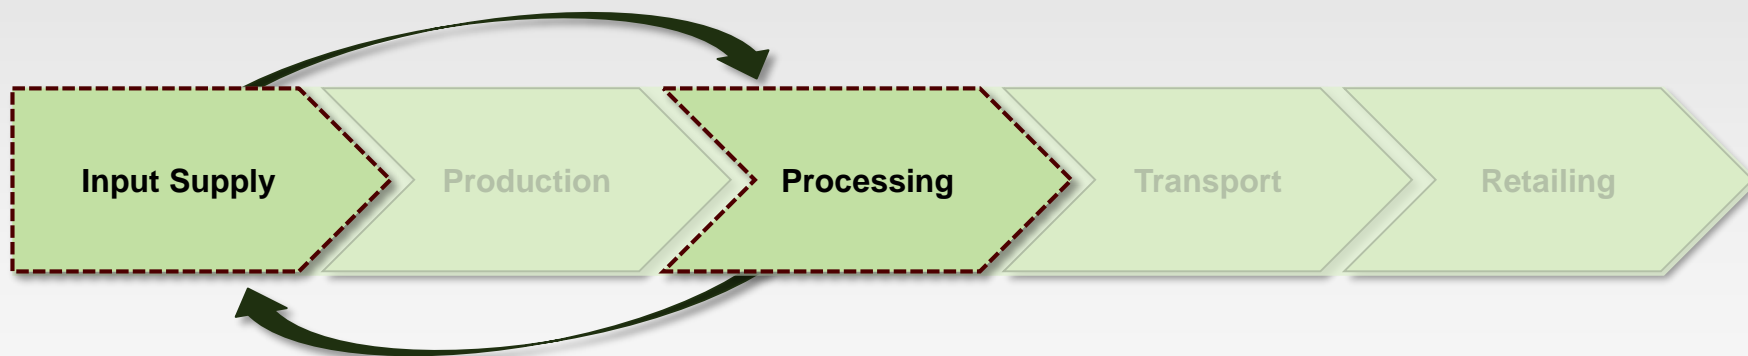 Input Supply
Production
Processing
Transport
Retailing